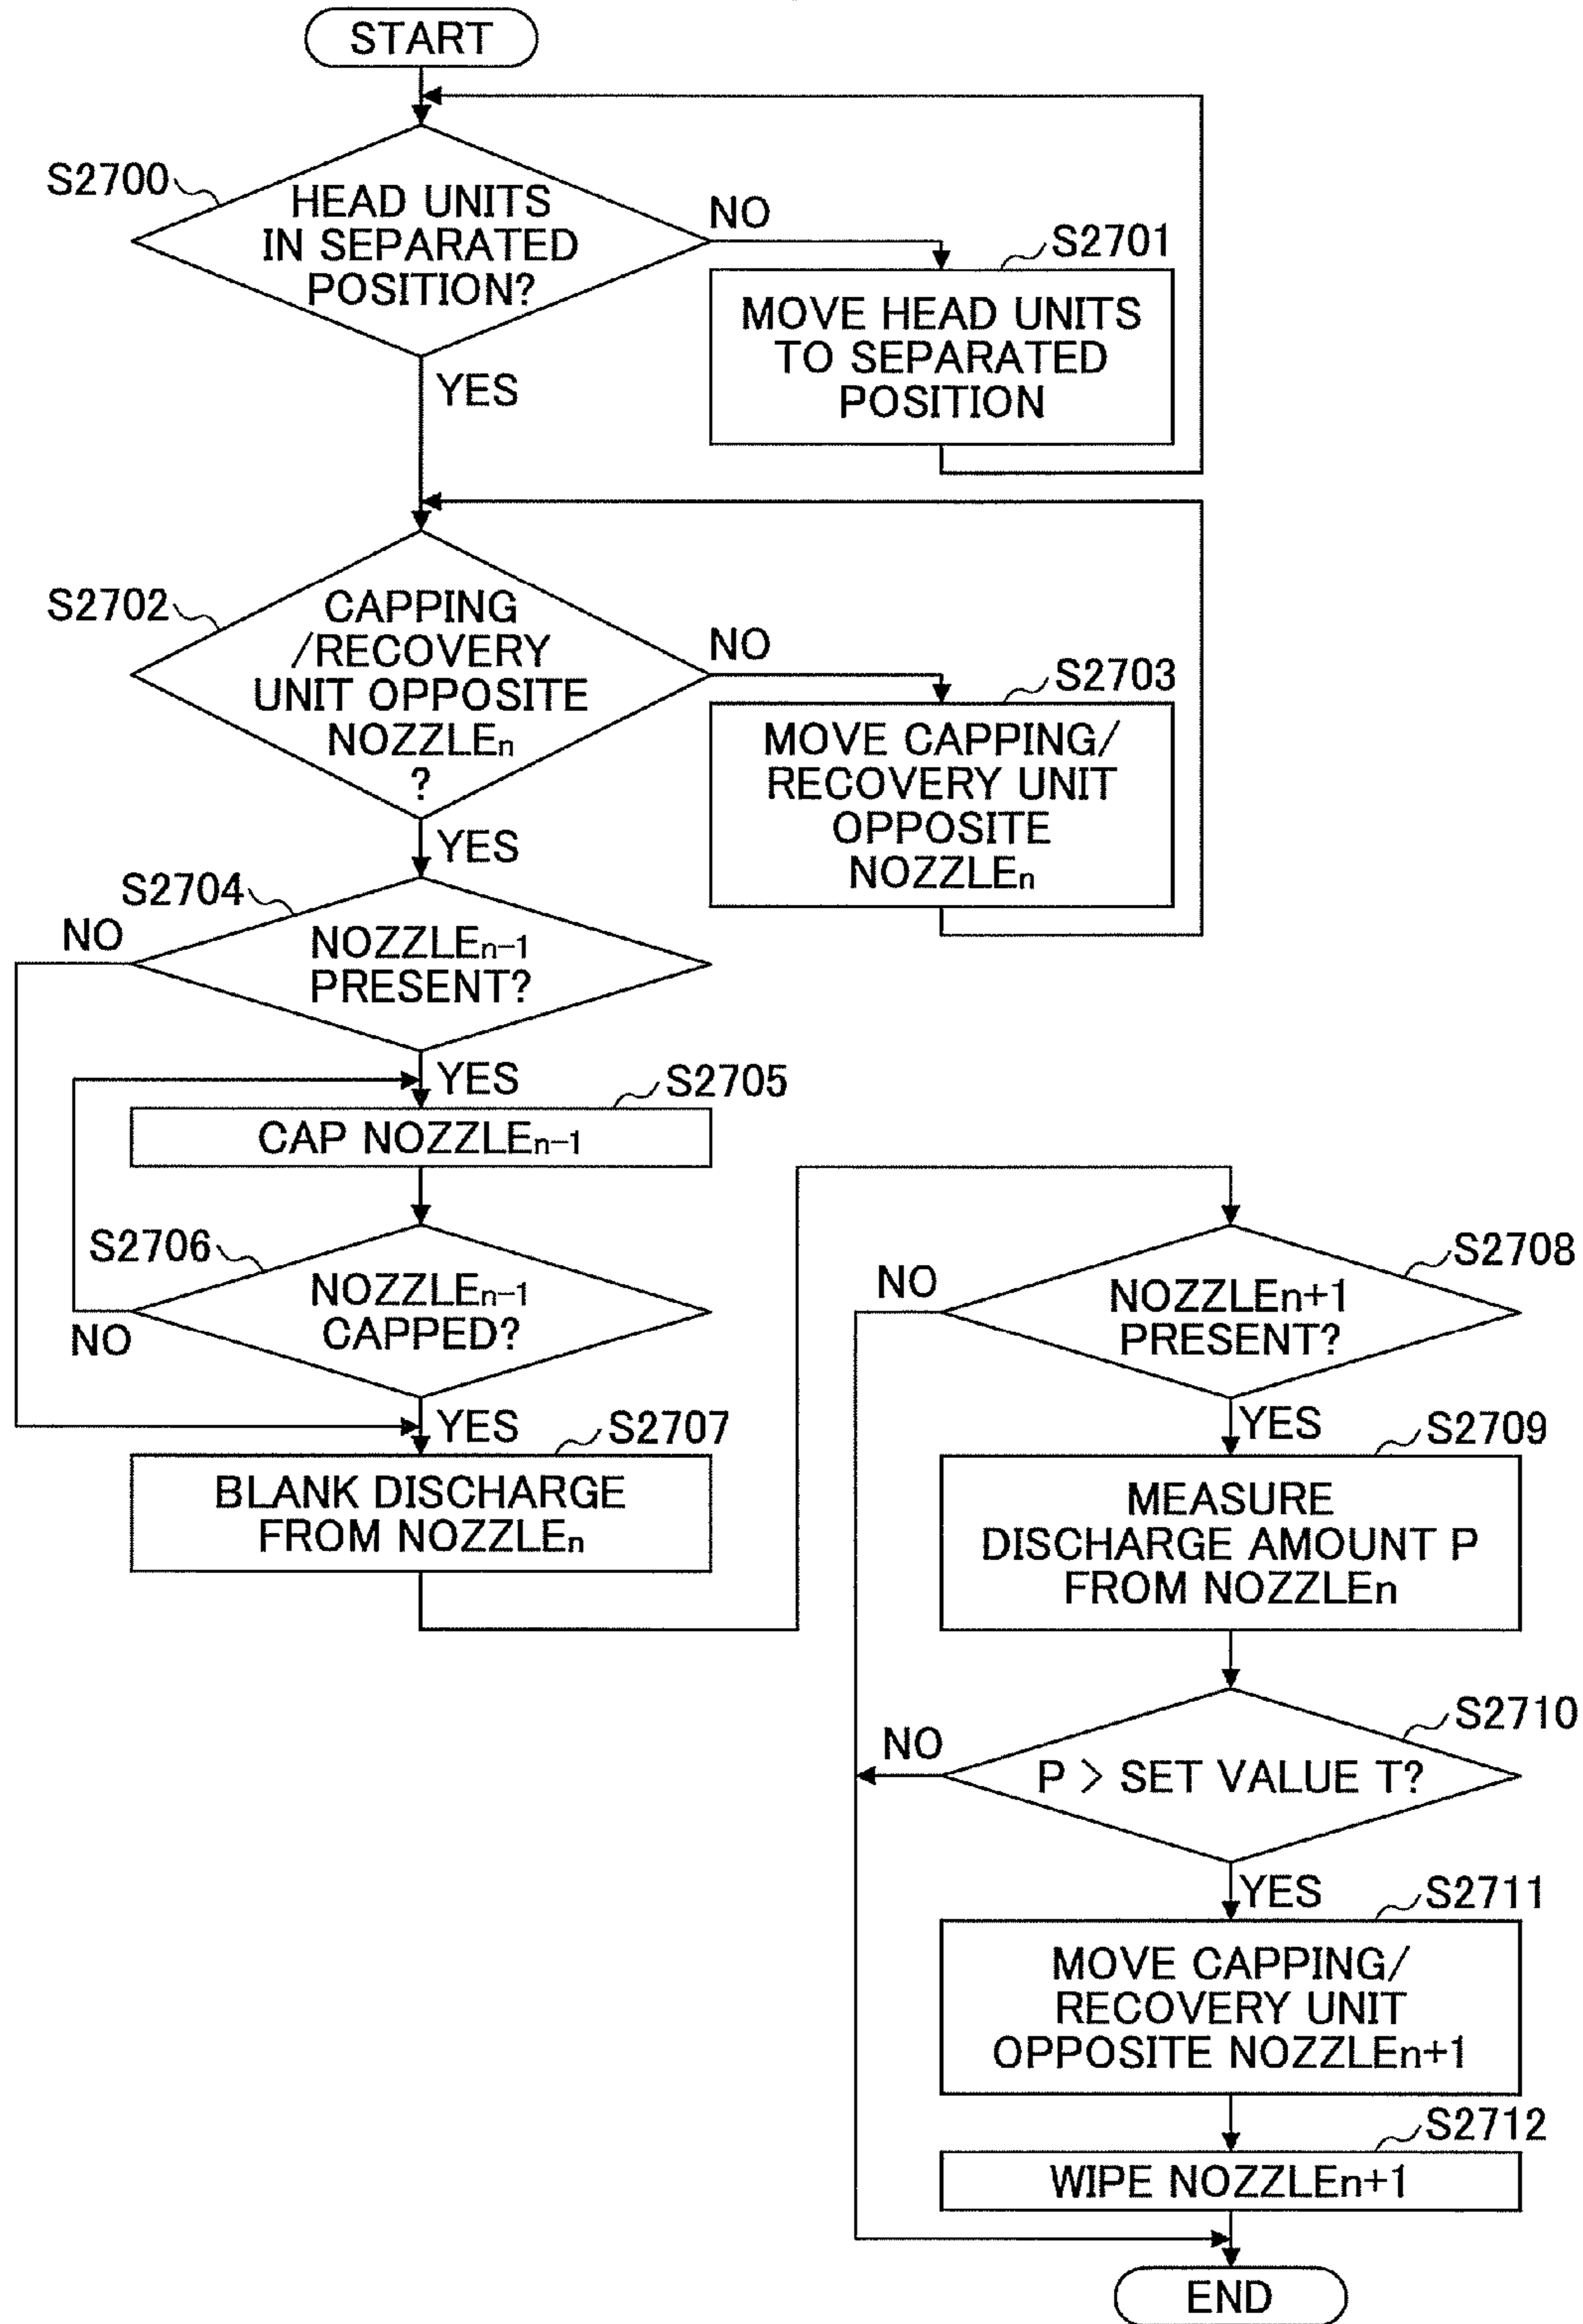 START
S2700
HEAD UNITS
IN SEPARATED
POSITION?
NO
S2701
MOVE HEAD UNITS
TO SEPARATED
POSITION
YES
S2702
CAPPING
/RECOVERY
UNIT OPPOSITE
NOZZLEn
?
NO
S2703
MOVE CAPPING/
RECOVERY UNIT
OPPOSITE
NOZZLEn
YES
S2704
NO
NOZZLEn-1
PRESENT?
YES
S2705
CAP NOZZLEn-1
S2706
NOZZLEn-1
CAPPED?
NO
YES
S2707
BLANK DISCHARGE
FROM NOZZLEn
S2708
NO
NOZZLEn+1
PRESENT?
YES
S2709
MEASURE
DISCHARGE AMOUNT P
FROM NOZZLEn
S2710
NO
P > SET VALUE T?
YES
S2711
MOVE CAPPING/
RECOVERY UNIT
OPPOSITE NOZZLEn+1
S2712
WIPE NOZZLEn+1
END